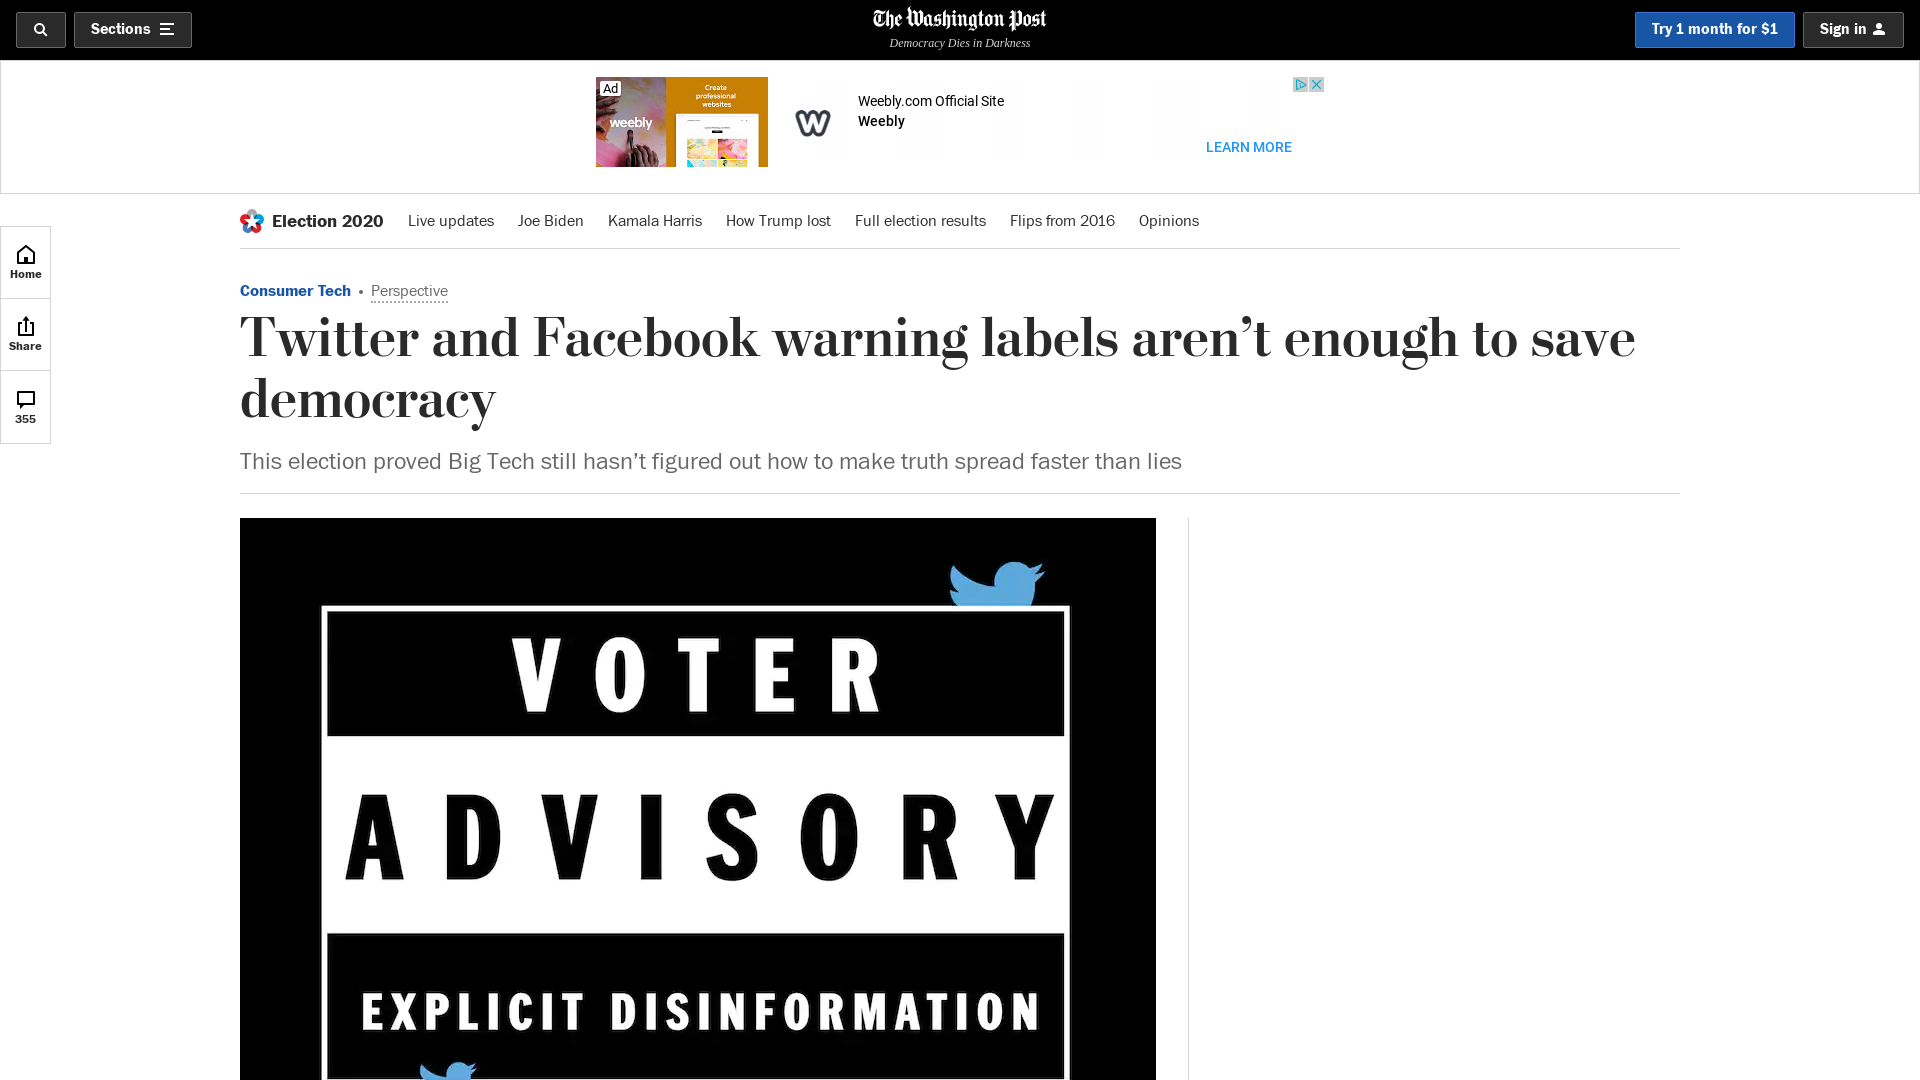 Sections
The Washington Post
Democracy Dies in Darkness
Try 1 month for $1
Sign in
Ad
weebly
Create
professional
websites
Weebly.com Official Site
Weebly
LEARN MORE
Election 2020
Live updates
Joe Biden
Kamala Harris
How Trump lost
Full election results
Flips from 2016
Opinions
Home
Share
355
Consumer Tech • Perspective
Twitter and Facebook warning labels aren’t enough to save
democracy
This election proved Big Tech still hasn’t figured out how to make truth spread faster than lies
VOTER
ADVISORY
EXPLICIT DISINFORMATION